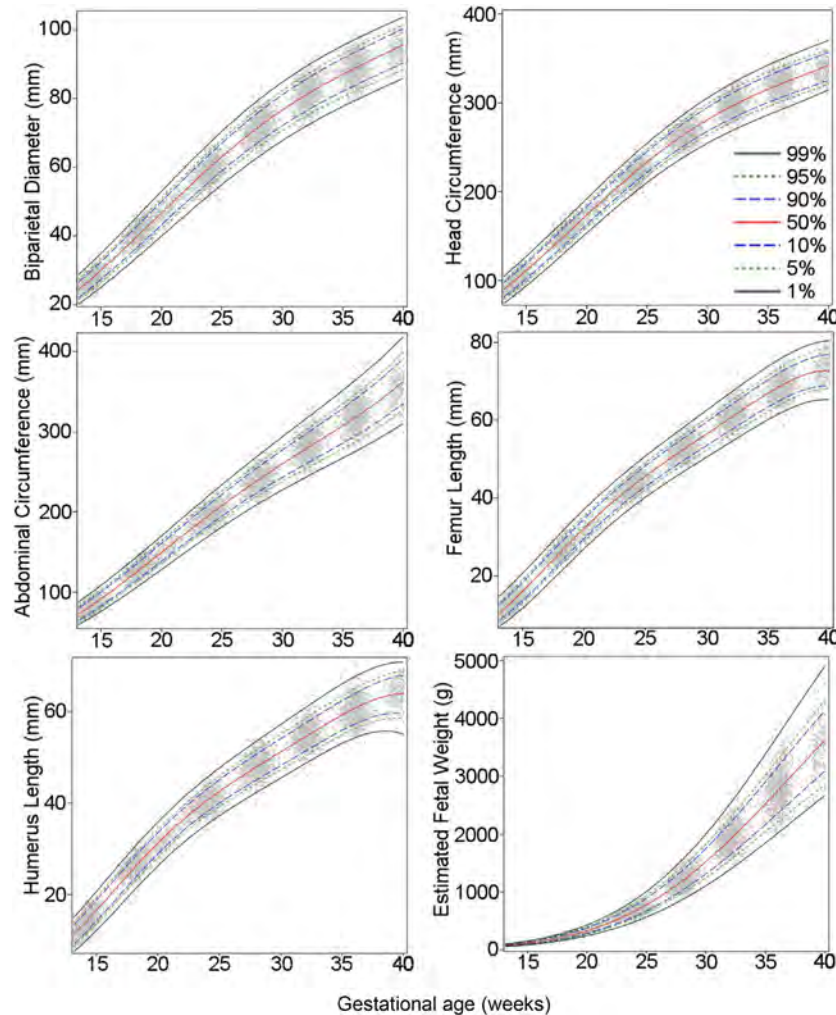 Biparietal Diameter (mm)
100
80
60
40
20
15 20 25 30 35 40
Head Circumference (mm)
400
300
200
100
15 20 25 30 35 40
99%
95%
90%
50%
10%
5%
1%
Abdominal Circumference (mm)
400
300
200
100
15 20 25 30 35 40
Femur Length (mm)
80
60
40
20
15 20 25 30 35 40
Humerus Length (mm)
60
40
20
15 20 25 30 35 40
Estimated Fetal Weight (g)
5000
4000
3000
2000
1000
0
15 20 25 30 35 40
Gestational age (weeks)